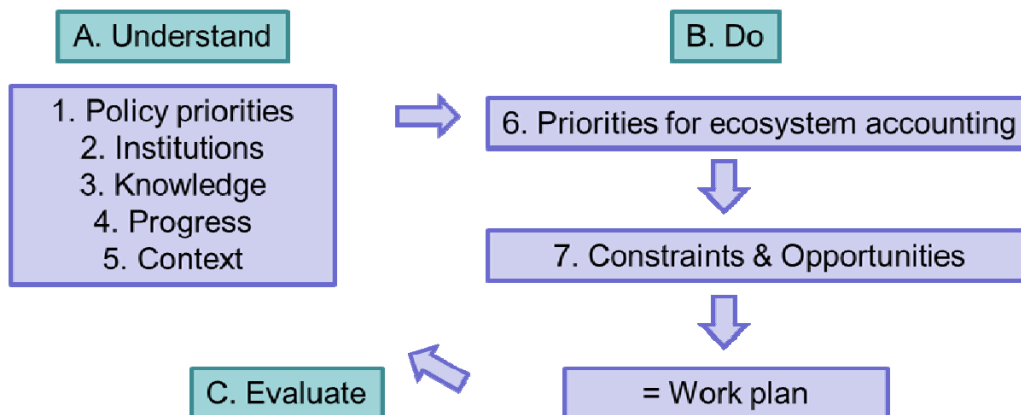 A. Understand
1. Policy priorities
2. Institutions
3. Knowledge
4. Progress
5. Context
B. Do
6. Priorities for ecosystem accounting
7. Constraints & Opportunities
= Work plan
C. Evaluate